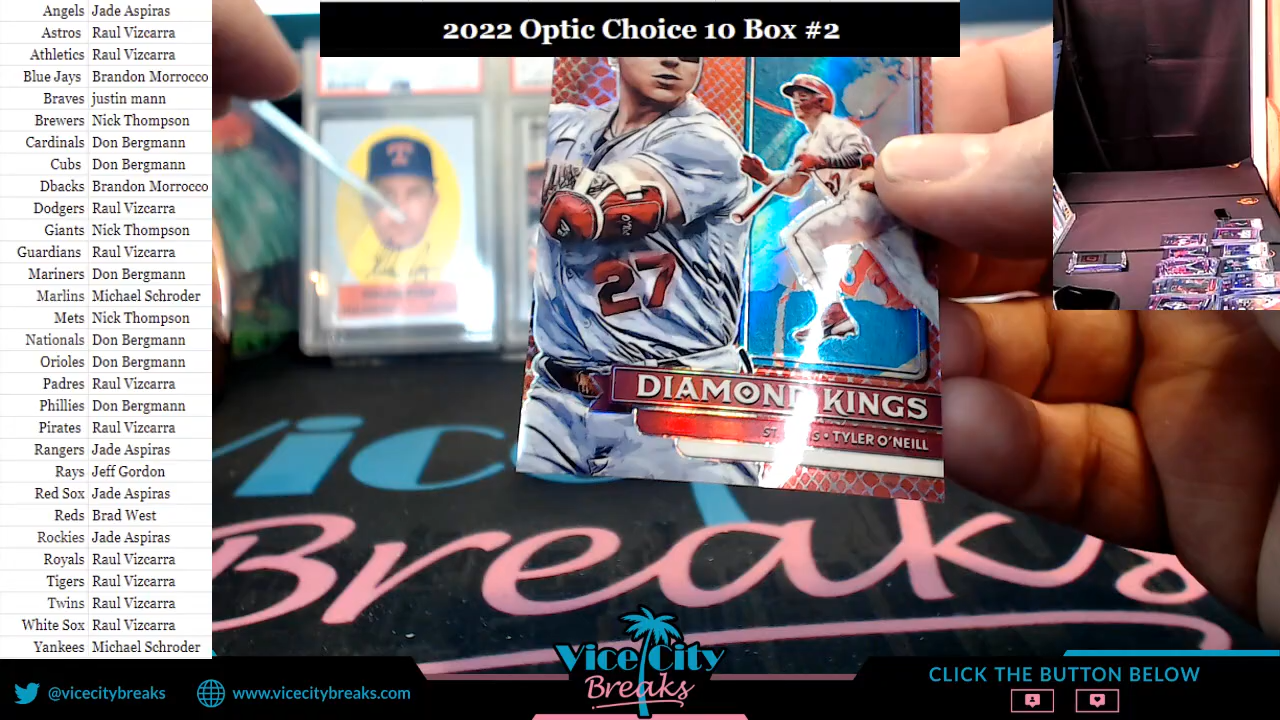 2022 Optic Choice 10 Box #2
Angels Jade Aspiras
Astros Raul Vizcarra
Athletics Raul Vizcarra
Blue Jays Brandon Morrocco
Braves justin mann
Brewers Nick Thompson
Cardinals Don Bergmann
Cubs Don Bergmann
Dbacks Brandon Morrocco
Dodgers Raul Vizcarra
Giants Nick Thompson
Guardians Raul Vizcarra
Mariners Don Bergmann
Marlins Michael Schroder
Mets Nick Thompson
Nationals Don Bergmann
Orioles Don Bergmann
Padres Raul Vizcarra
Phillies Don Bergmann
Pirates Raul Vizcarra
Rangers Jade Aspiras
Rays Jeff Gordon
Red Sox Jade Aspiras
Reds Brad West
Rockies Jade Aspiras
Royals Raul Vizcarra
Tigers Raul Vizcarra
Twins Raul Vizcarra
White Sox Raul Vizcarra
Yankees Michael Schroder
T
27
DIAMOND KINGS
• TYLER O'NEILL
Vice
Breaks
Vice City
Breaks
@vicecitybreaks
www.vicecitybreaks.com
CLICK THE BUTTON BELOW